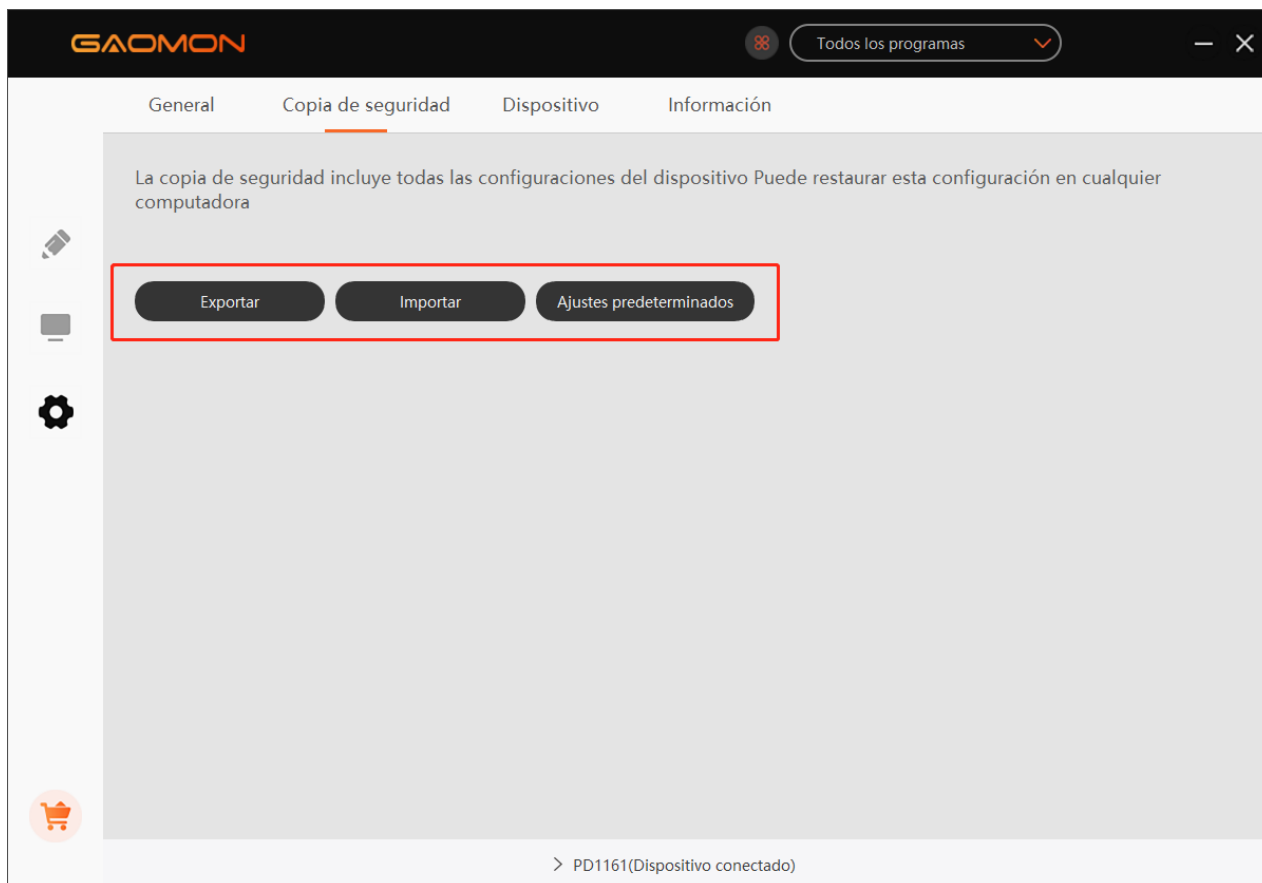 GAOMON
Todos los programas
General Copia de seguridad Dispositivo Información
La copia de seguridad incluye todas las configuraciones del dispositivo Puede restaurar esta configuración en cualquier
computadora
Exportar Importar Ajustes predeterminados
PD1161(Dispositivo conectado)